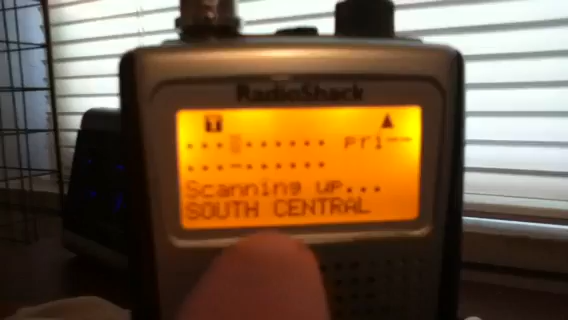 RadioShack
T
pri--
Scanning up...
SOUTH CENTRAL